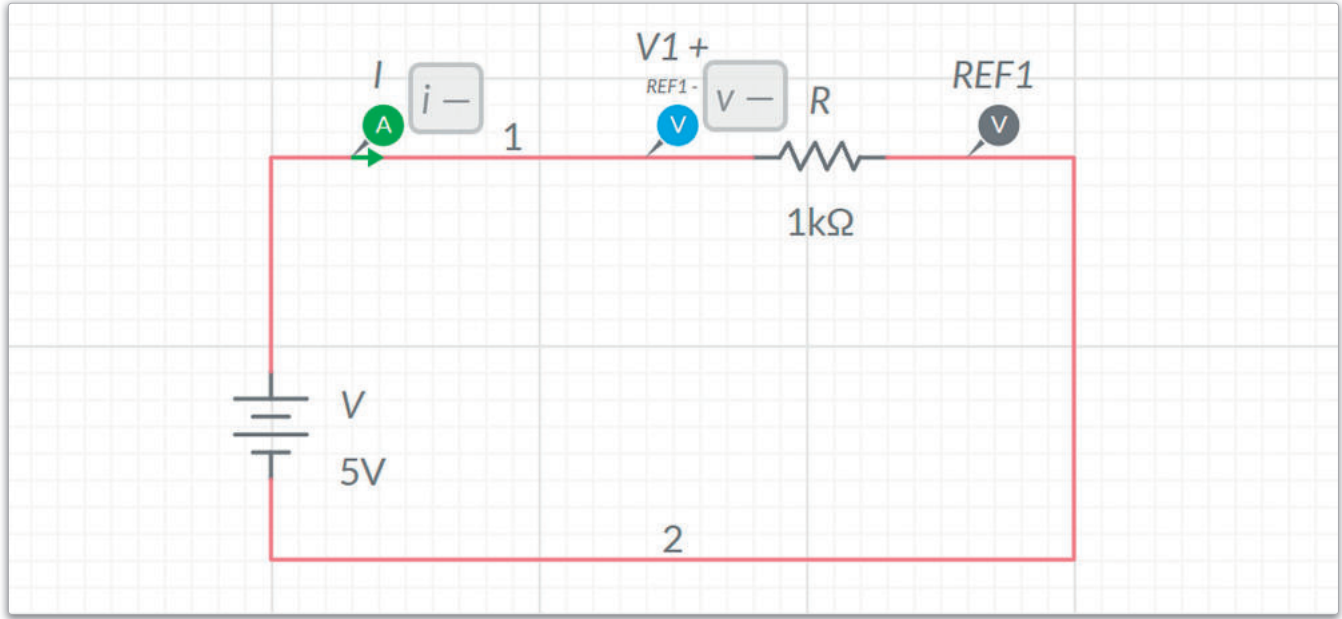 V1 +
I
i —
REF1 -
v —
R
REF1
A
V
V
1
1kΩ
V
5V
2